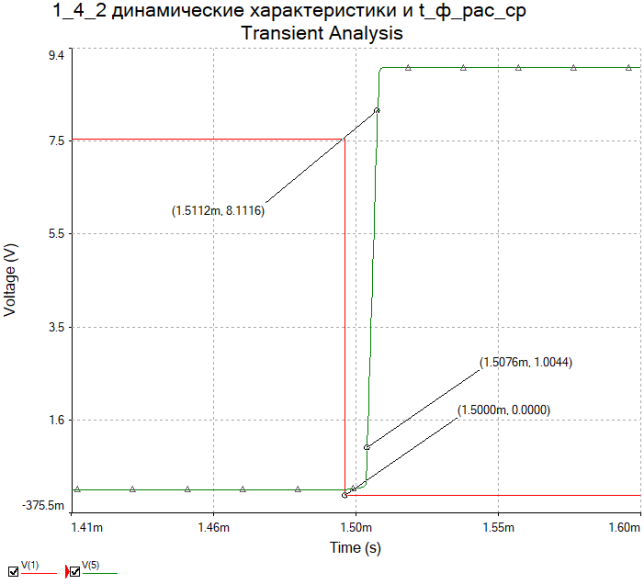 1_4_2 динамические характеристики и t_ф_рас_ср
Transient Analysis
9.4
7.5
(1.5112m, 8.1116)
5.5
Voltage (V)
3.5
(1.5076m, 1.0044)
(1.5000m, 0.0000)
1.6
-375.5m
1.41m 1.46m 1.50m 1.55m 1.60m
Time (s)
V(1) V(5)